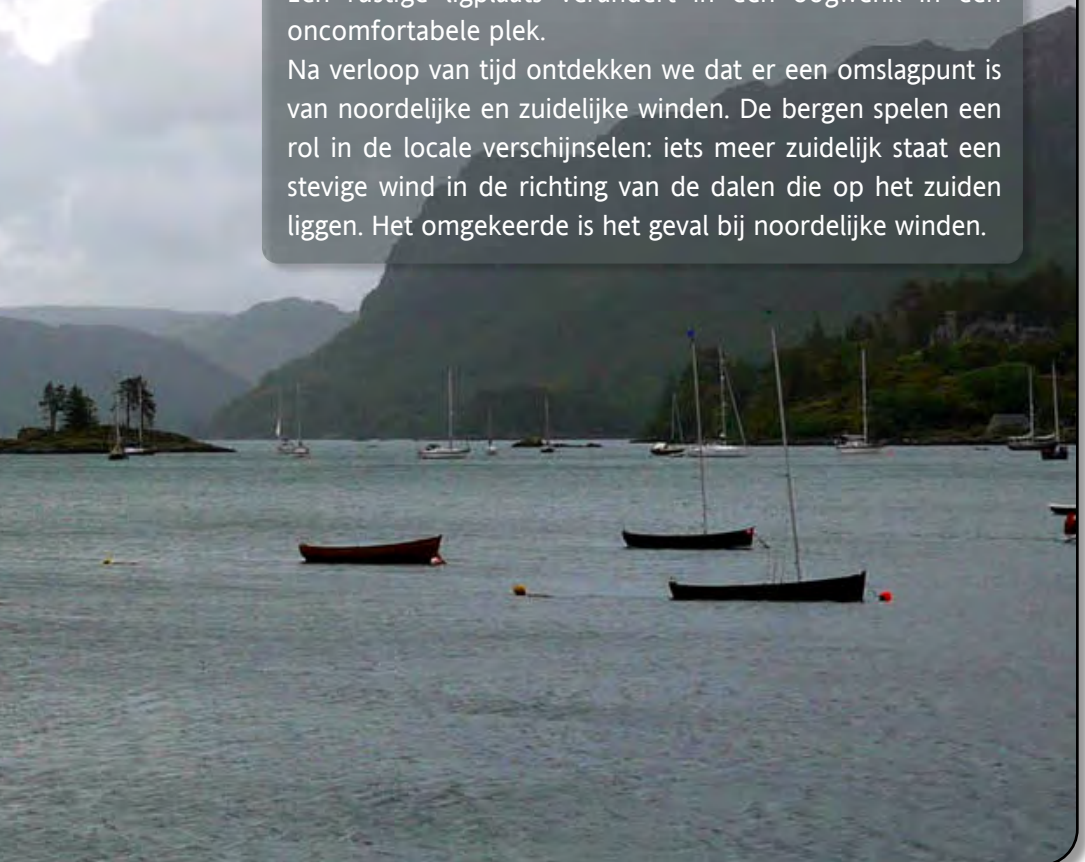 oncomfortabele plek.
Na verloop van tijd ontdekken we dat er een omslagpunt is
van noordelijke en zuidelijke winden. De bergen spelen een
rol in de locale verschijnselen: iets meer zuidelijk staat een
stevige wind in de richting van de dalen die op het zuiden
liggen. Het omgekeerde is het geval bij noordelijke winden.